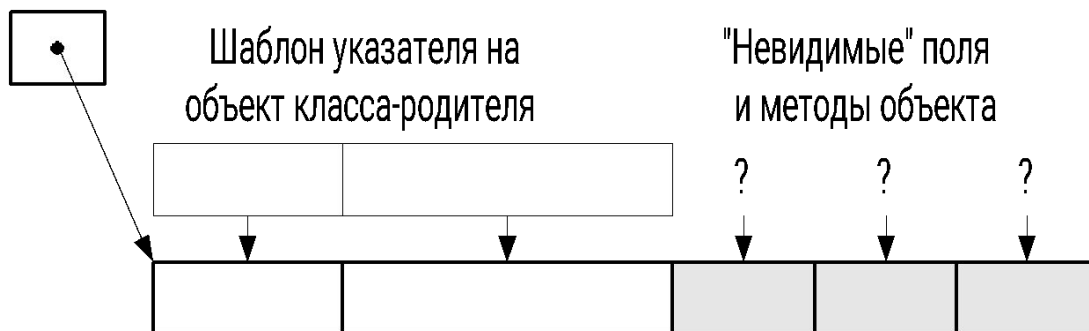 Шаблон указателя на
объект класса-родителя
"Невидимые" поля
и методы объекта
? ? ?